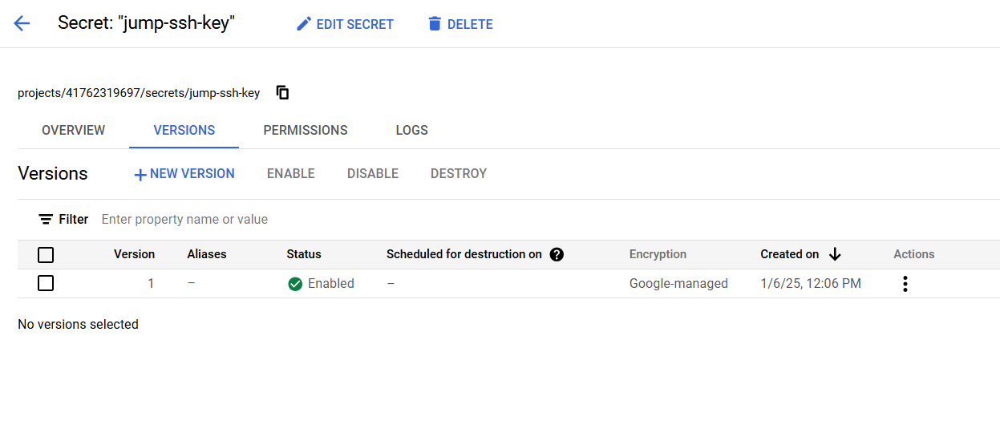 Secret: "jump-ssh-key" EDIT SECRET DELETE
projects/41762319697/secrets/jump-ssh-key
OVERVIEW VERSIONS PERMISSIONS LOGS
Versions + NEW VERSION ENABLE DISABLE DESTROY
Filter Enter property name or value
Version Aliases Status Scheduled for destruction on ? Encryption Created on Actions
1 – Enabled – Google-managed 1/6/25, 12:06 PM
No versions selected